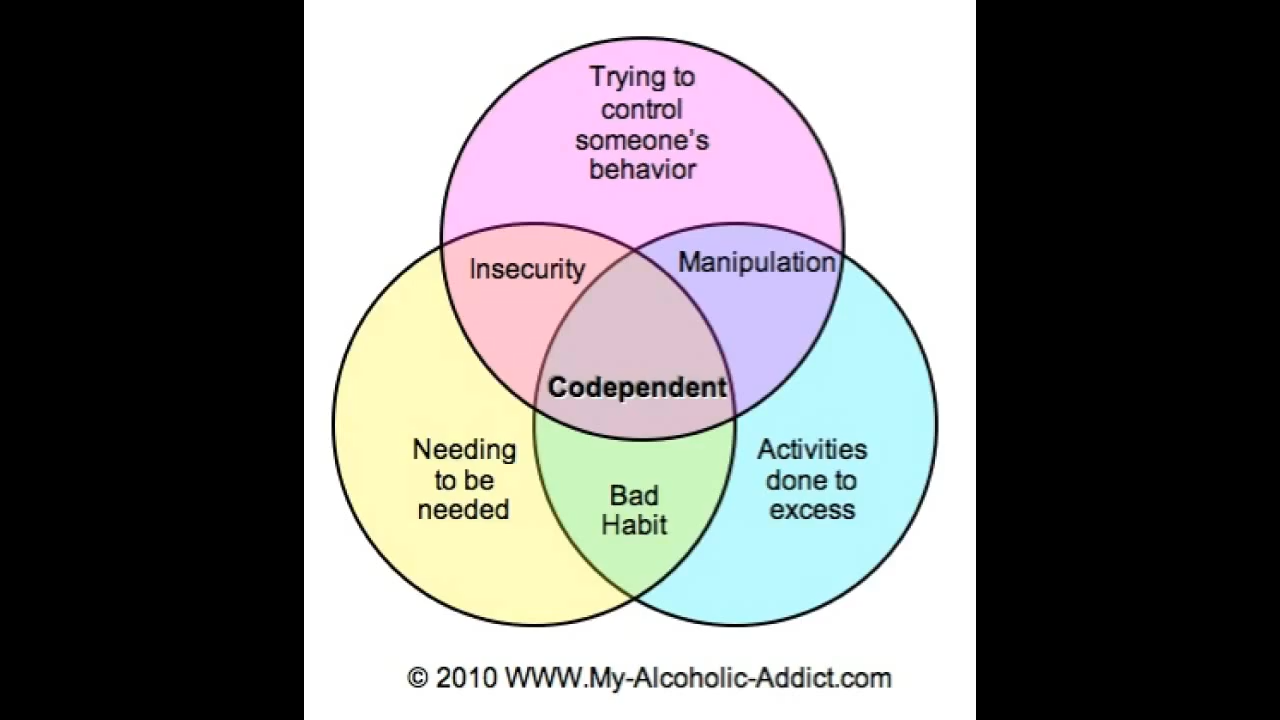 Trying to
control
someone's
behavior
Insecurity
Manipulation
Codependent
Needing
to be
needed
Activities
done to
excess
Bad
Habit
© 2010 WWW.My-Alcoholic-Addict.com